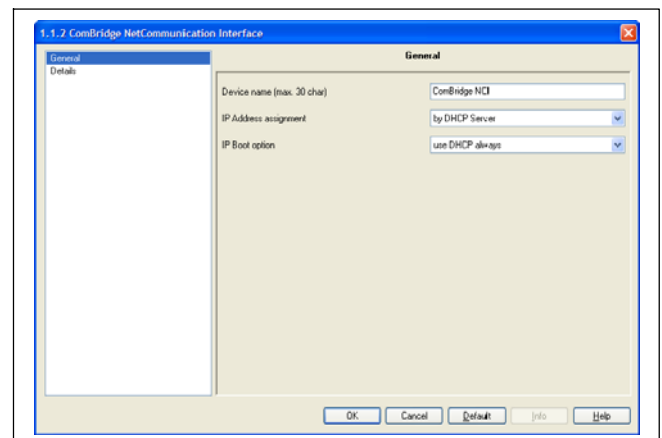 1.1.2 ComBridge NetCommunication Interface
General
Details
General
Device name (max. 30 char) ComBridge NCI
IP Address assignment by DHCP Server
IP Boot option use DHCP always
OK Cancel Default Info Help